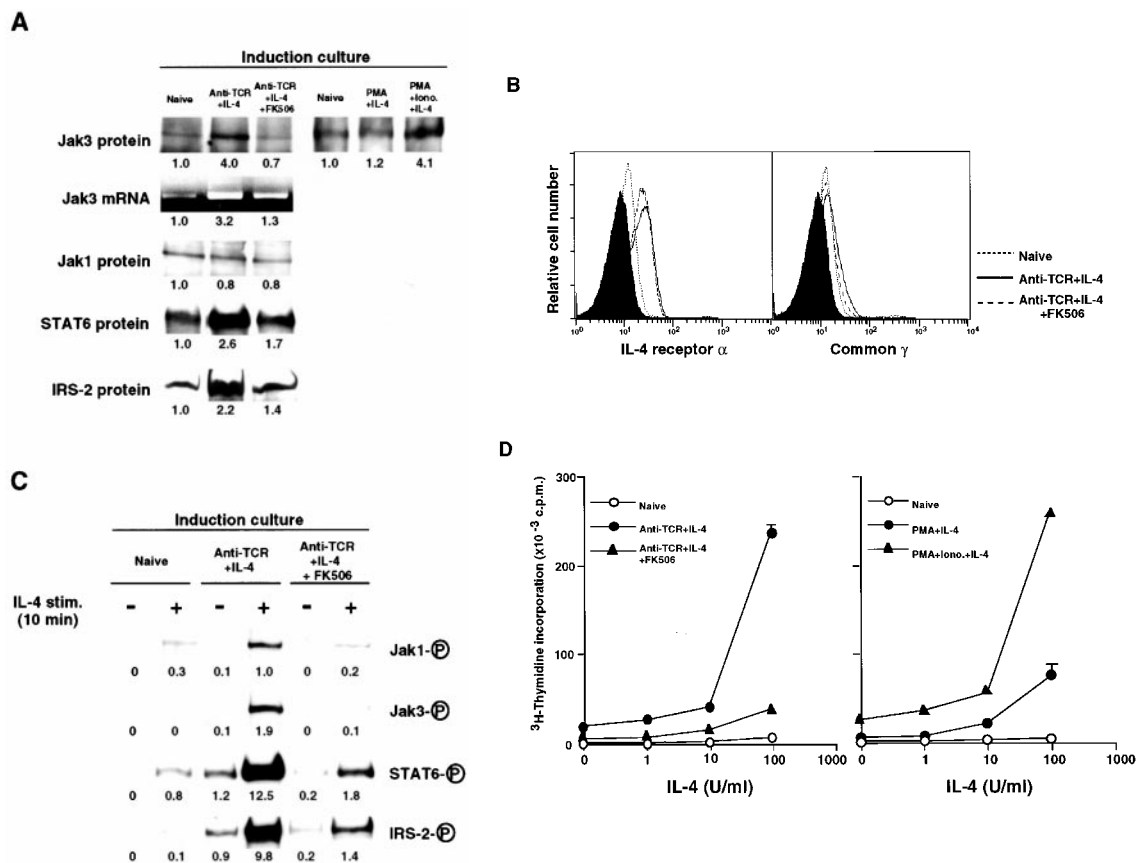 A
Induction culture
Naive Anti-TCR +IL-4 Anti-TCR +IL-4 +FK506 Naive PMA +IL-4 PMA +Iono. +IL-4
Jak3 protein
1.0 4.0 0.7 1.0 1.2 4.1
Jak3 mRNA
1.0 3.2 1.3
Jak1 protein
1.0 0.8 0.8
STAT6 protein
1.0 2.6 1.7
IRS-2 protein
1.0 2.2 1.4
B
Relative cell number
10⁰ 10¹ 10² 10³ 10⁰ 10¹ 10² 10³ 10⁴
IL-4 receptor α
Common γ
Naive
Anti-TCR+IL-4
Anti-TCR+IL-4
+FK506
C
Induction culture
Naive Anti-TCR +IL-4 Anti-TCR +IL-4 + FK506
IL-4 stim.
(10 min)
- + - + - +
Jak1-P
0 0.3 0.1 1.0 0 0.2
Jak3-P
0 0 0.1 1.9 0 0.1
STAT6-P
0 0.8 1.2 12.5 0.2 1.8
IRS-2-P
0 0.1 0.9 9.8 0.2 1.4
D
³H-Thymidine incorporation (x10⁻³ c.p.m.)
300
200
100
0
Naive
Anti-TCR+IL-4
Anti-TCR+IL-4
+FK506
0 1 10 100 1000
IL-4 (U/ml)
Naive
PMA+IL-4
PMA+Iono.+IL-4
0 1 10 100 1000
IL-4 (U/ml)